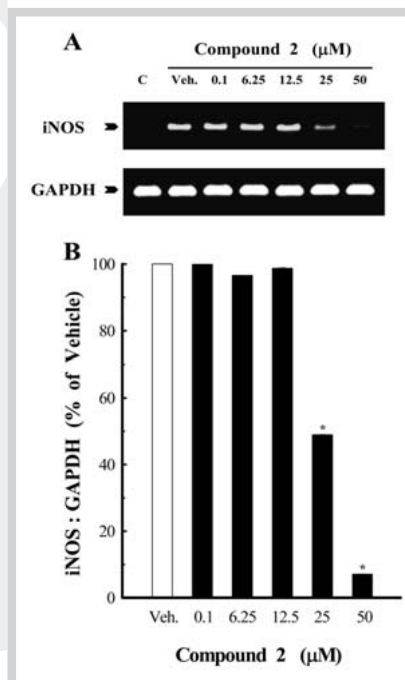 A
Compound 2 (μM)
C Veh. 0.1 6.25 12.5 25 50
iNOS
GAPDH
B
iNOS : GAPDH (% of Vehicle)
100
80
60
40
20
0
*
*
Veh. 0.1 6.25 12.5 25 50
Compound 2 (μM)